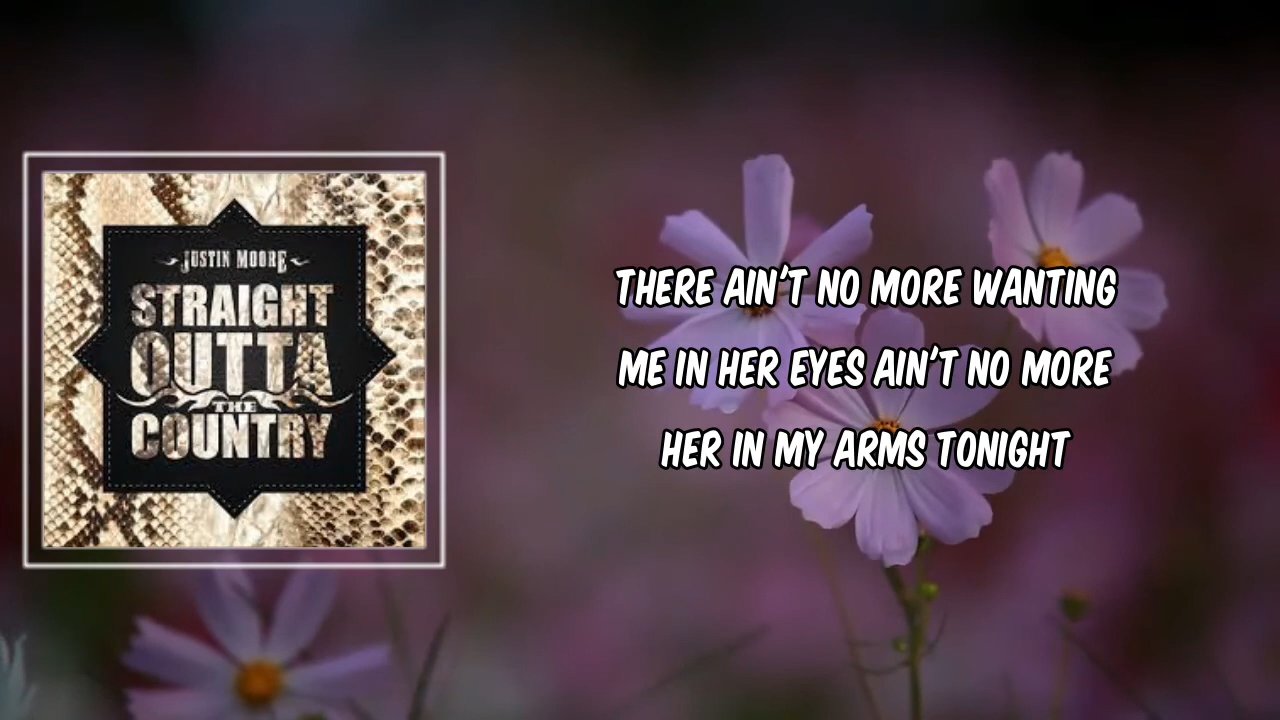 JUSTIN MOORE
STRAIGHT
OUTTA
THE
COUNTRY
THERE AIN'T NO MORE WANTING
ME IN HER EYES AIN'T NO MORE
HER IN MY ARMS TONIGHT